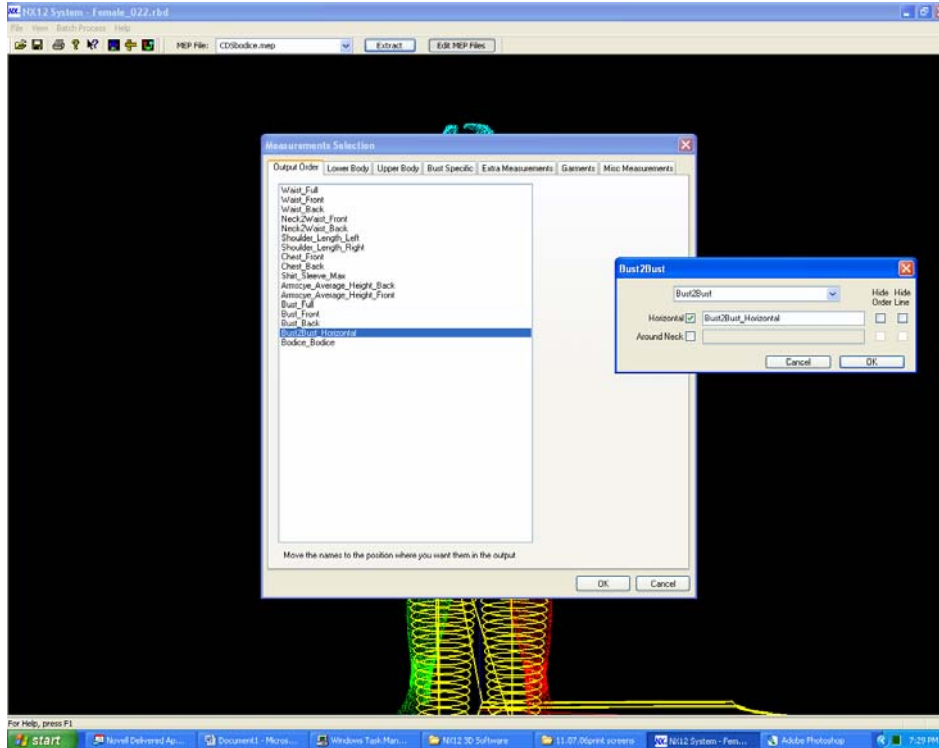 NX12 System - Female_022.rbd
File View Batch Process Help
MEP File: CDSbodice.mep Extract Edit MEP Files
Measurements Selection
Output Order Lower Body Upper Body Bust Specific Extra Measurements Garments Misc Measurements
Waist_Full
Waist_Front
Waist_Back
Neck2Waist_Front
Neck2Waist_Back
Shoulder_Length_Left
Shoulder_Length_Right
Chest_Front
Chest_Back
Shirt_Sleeve_Max
Armscye_Average_Height_Back
Armscye_Average_Height_Front
Bust_Full
Bust_Front
Bust_Back
Bust2Bust_Horizontal
Bodice_Bodice
Move the names to the position where you want them in the output
OK Cancel
Bust2Bust
Bust2Bust
Hide Hide
Order Line
Horizontal Bust2Bust_Horizontal
Around Neck
Cancel OK
For Help, press F1
start Novell Delivered Ap... Document1 - Micros... Windows Task Man... NX12 3D Software 11.07.06print screens NX12 System - Fem... Adobe Photoshop 7:29 PM